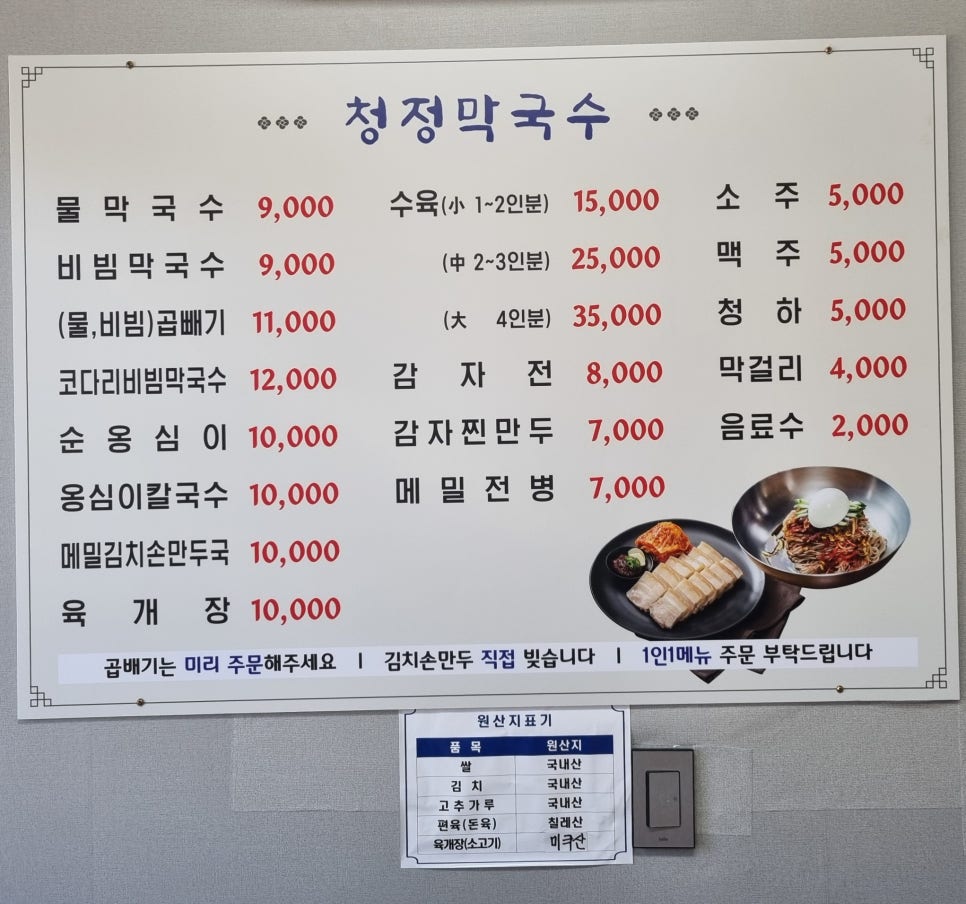 청정막국수
물막국수 9,000
비빔막국수 9,000
(물,비빔)곱빼기 11,000
코다리비빔막국수 12,000
순옹심이 10,000
옹심이칼국수 10,000
메밀김치손만두국 10,000
육개장 10,000
수육(小 1~2인분) 15,000
(中 2~3인분) 25,000
(大 4인분) 35,000
감자전 8,000
감자찐만두 7,000
메밀전병 7,000
소주 5,000
맥주 5,000
청하 5,000
막걸리 4,000
음료수 2,000
곱배기는 미리 주문해주세요 | 김치손만두 직접 빚습니다 | 1인1메뉴 주문 부탁드립니다
원산지표기
품목 원산지
쌀 국내산
김치 국내산
고추가루 국내산
편육(돈육) 칠레산
육개장(소고기) 미국산